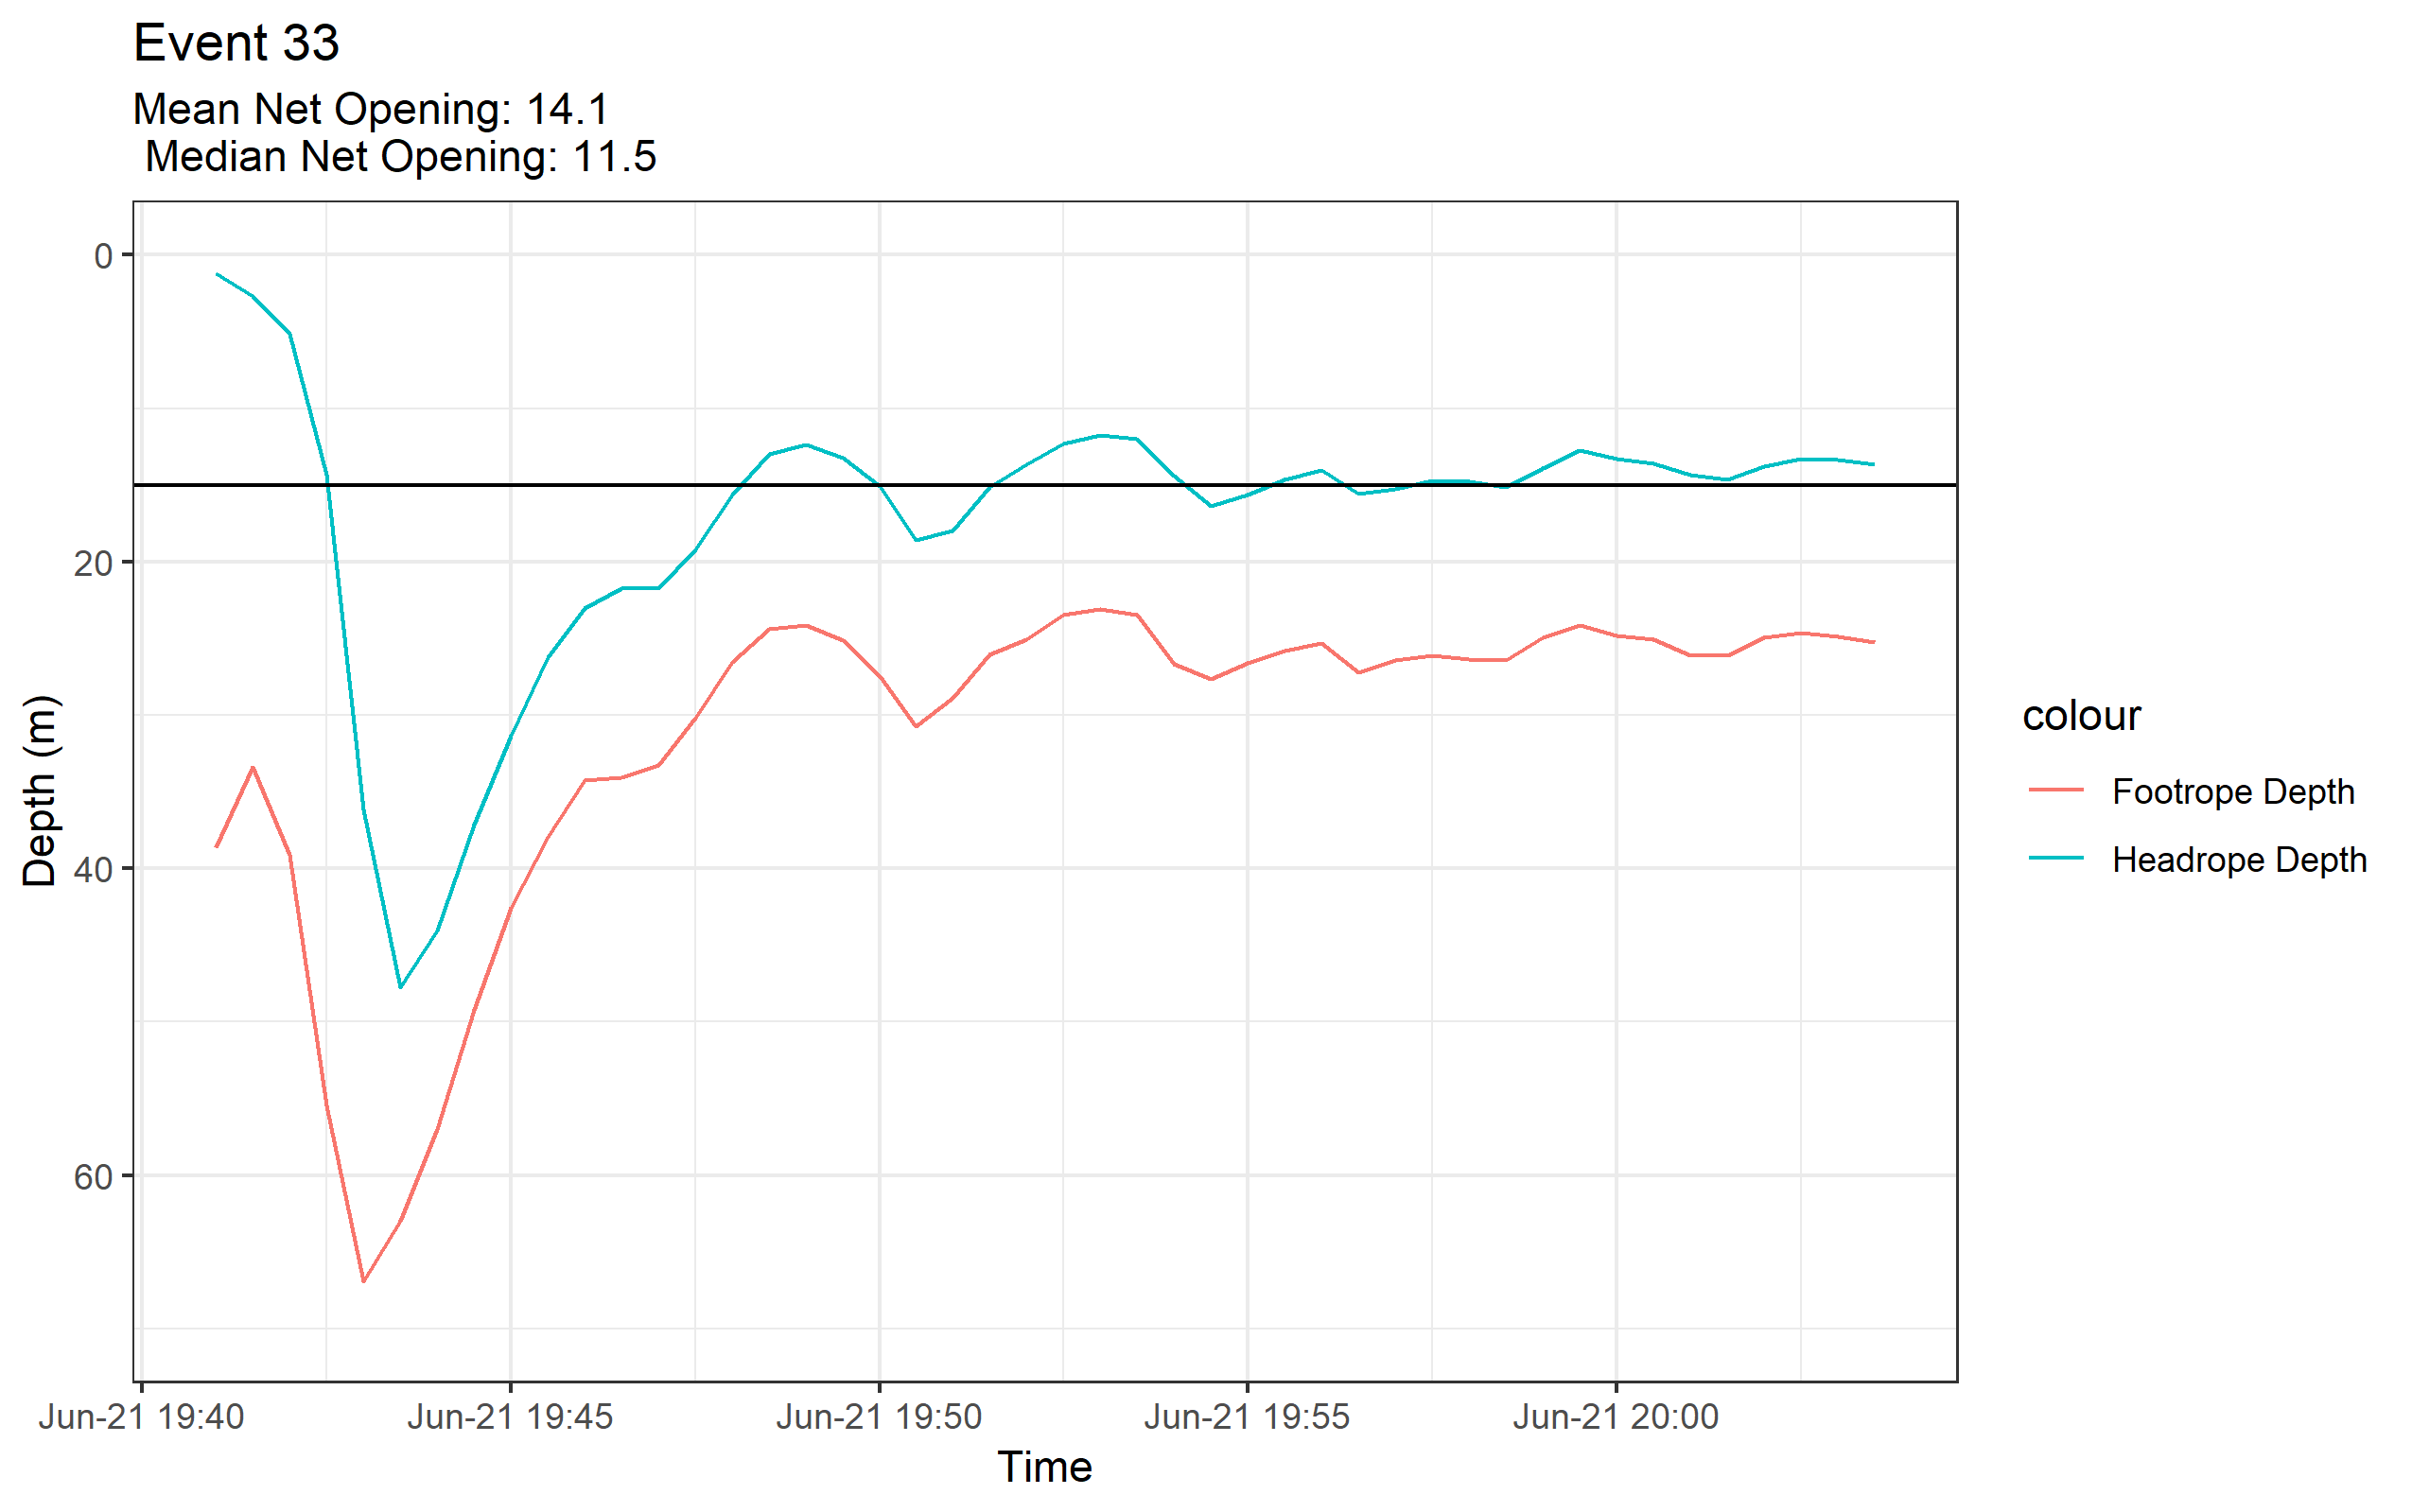 Event 33
Mean Net Opening: 14.1
Median Net Opening: 11.5
0
20
40
60
Depth (m)
Jun-21 19:40
Jun-21 19:45
Jun-21 19:50
Jun-21 19:55
Jun-21 20:00
Time
colour
Footrope Depth
Headrope Depth